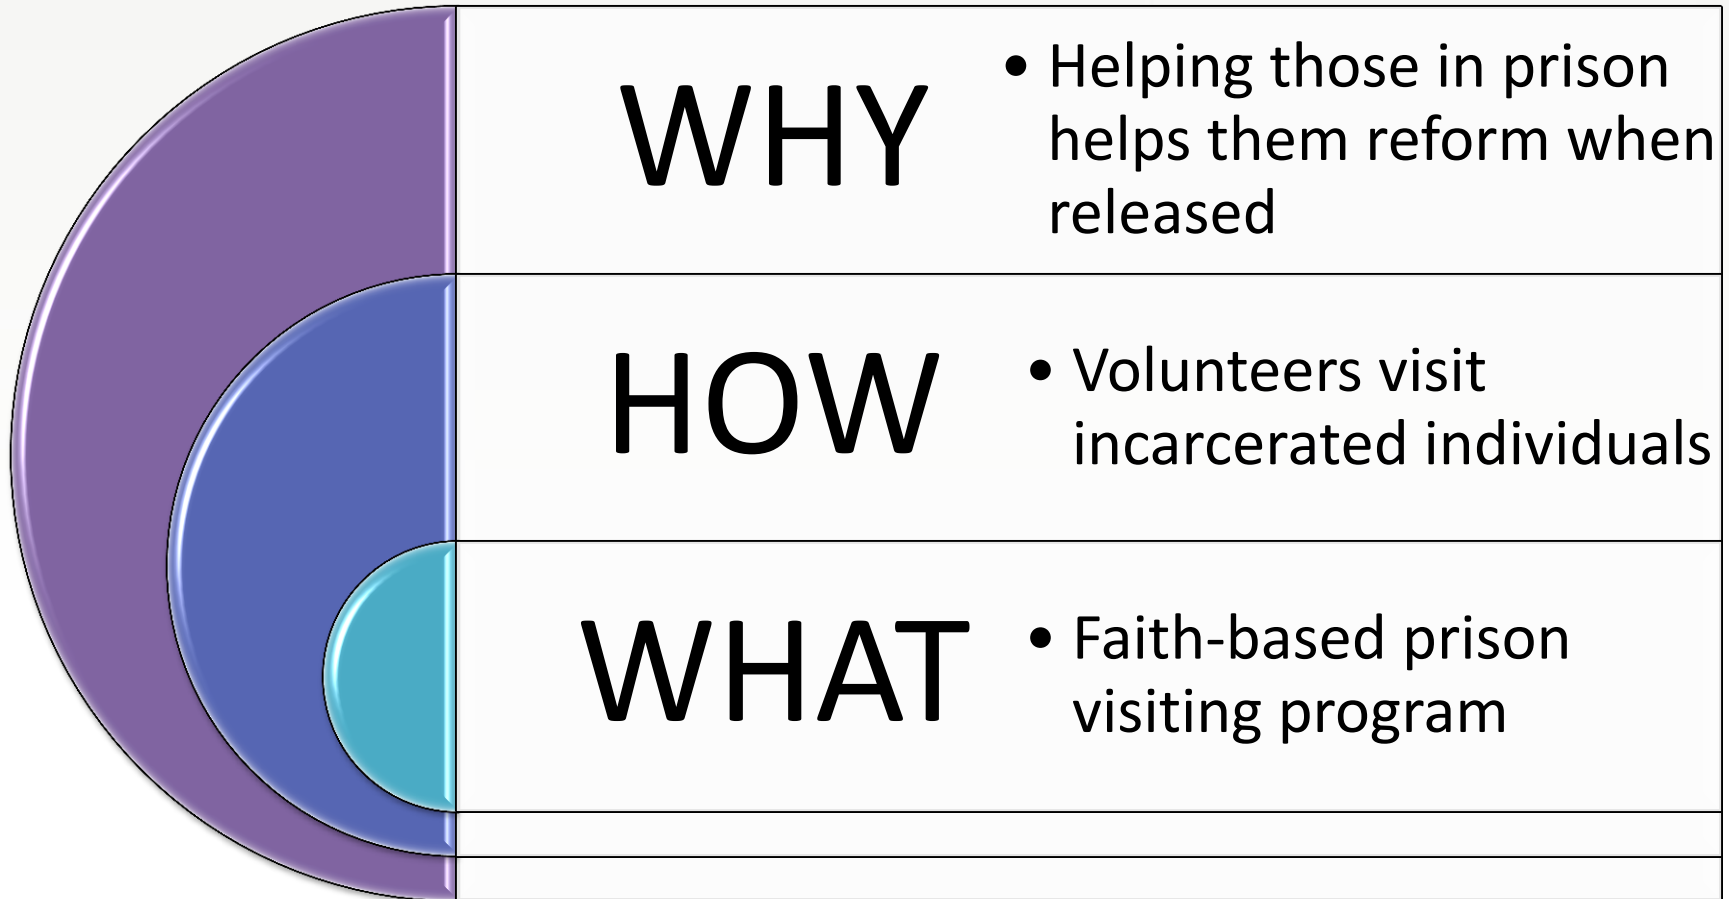 WHY
• Helping those in prison
helps them reform when
released
HOW
• Volunteers visit
incarcerated individuals
WHAT
• Faith-based prison
visiting program